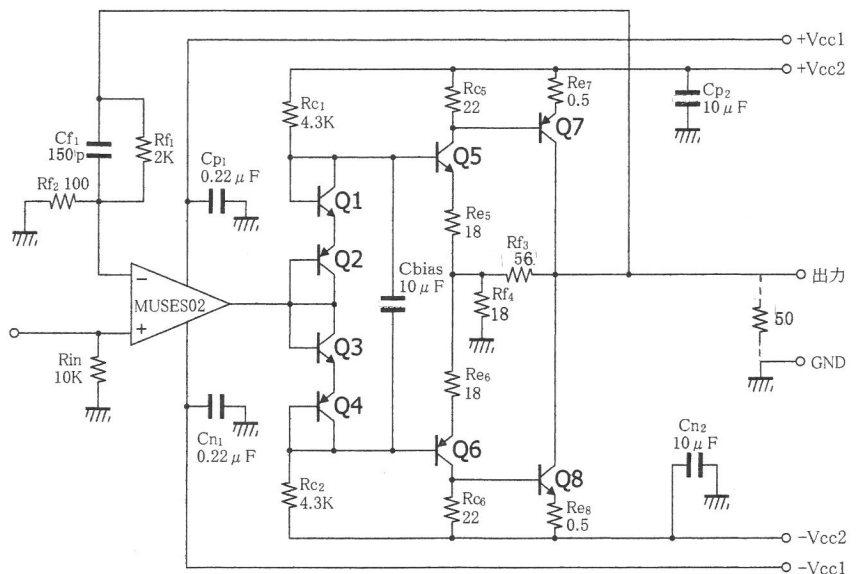 +Vcc1
+Vcc2
Rc1
4.3K
Rc5
22
Re7
0.5
Cp2
10μF
Cf1
150p
Rf1
2K
Cp1
0.22μF
Q5
Q7
Rf2 100
Q1
Re5
18
Q2
Rf3
56
Cbias
10μF
出力
MUSES02
−
+
Rf4
18
50
Q3
Rin
10K
GND
Re6
18
Q4
Cn1
0.22μF
Q6
Cn2
10μF
Q8
Rc2
4.3K
Rc6
22
Re8
0.5
−Vcc2
−Vcc1